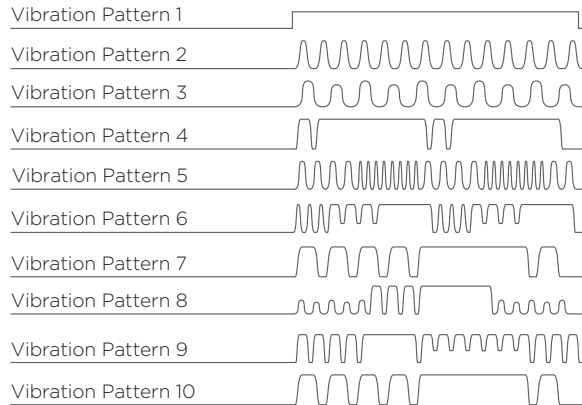 Vibration Pattern 1
Vibration Pattern 2
Vibration Pattern 3
Vibration Pattern 4
Vibration Pattern 5
Vibration Pattern 6
Vibration Pattern 7
Vibration Pattern 8
Vibration Pattern 9
Vibration Pattern 10